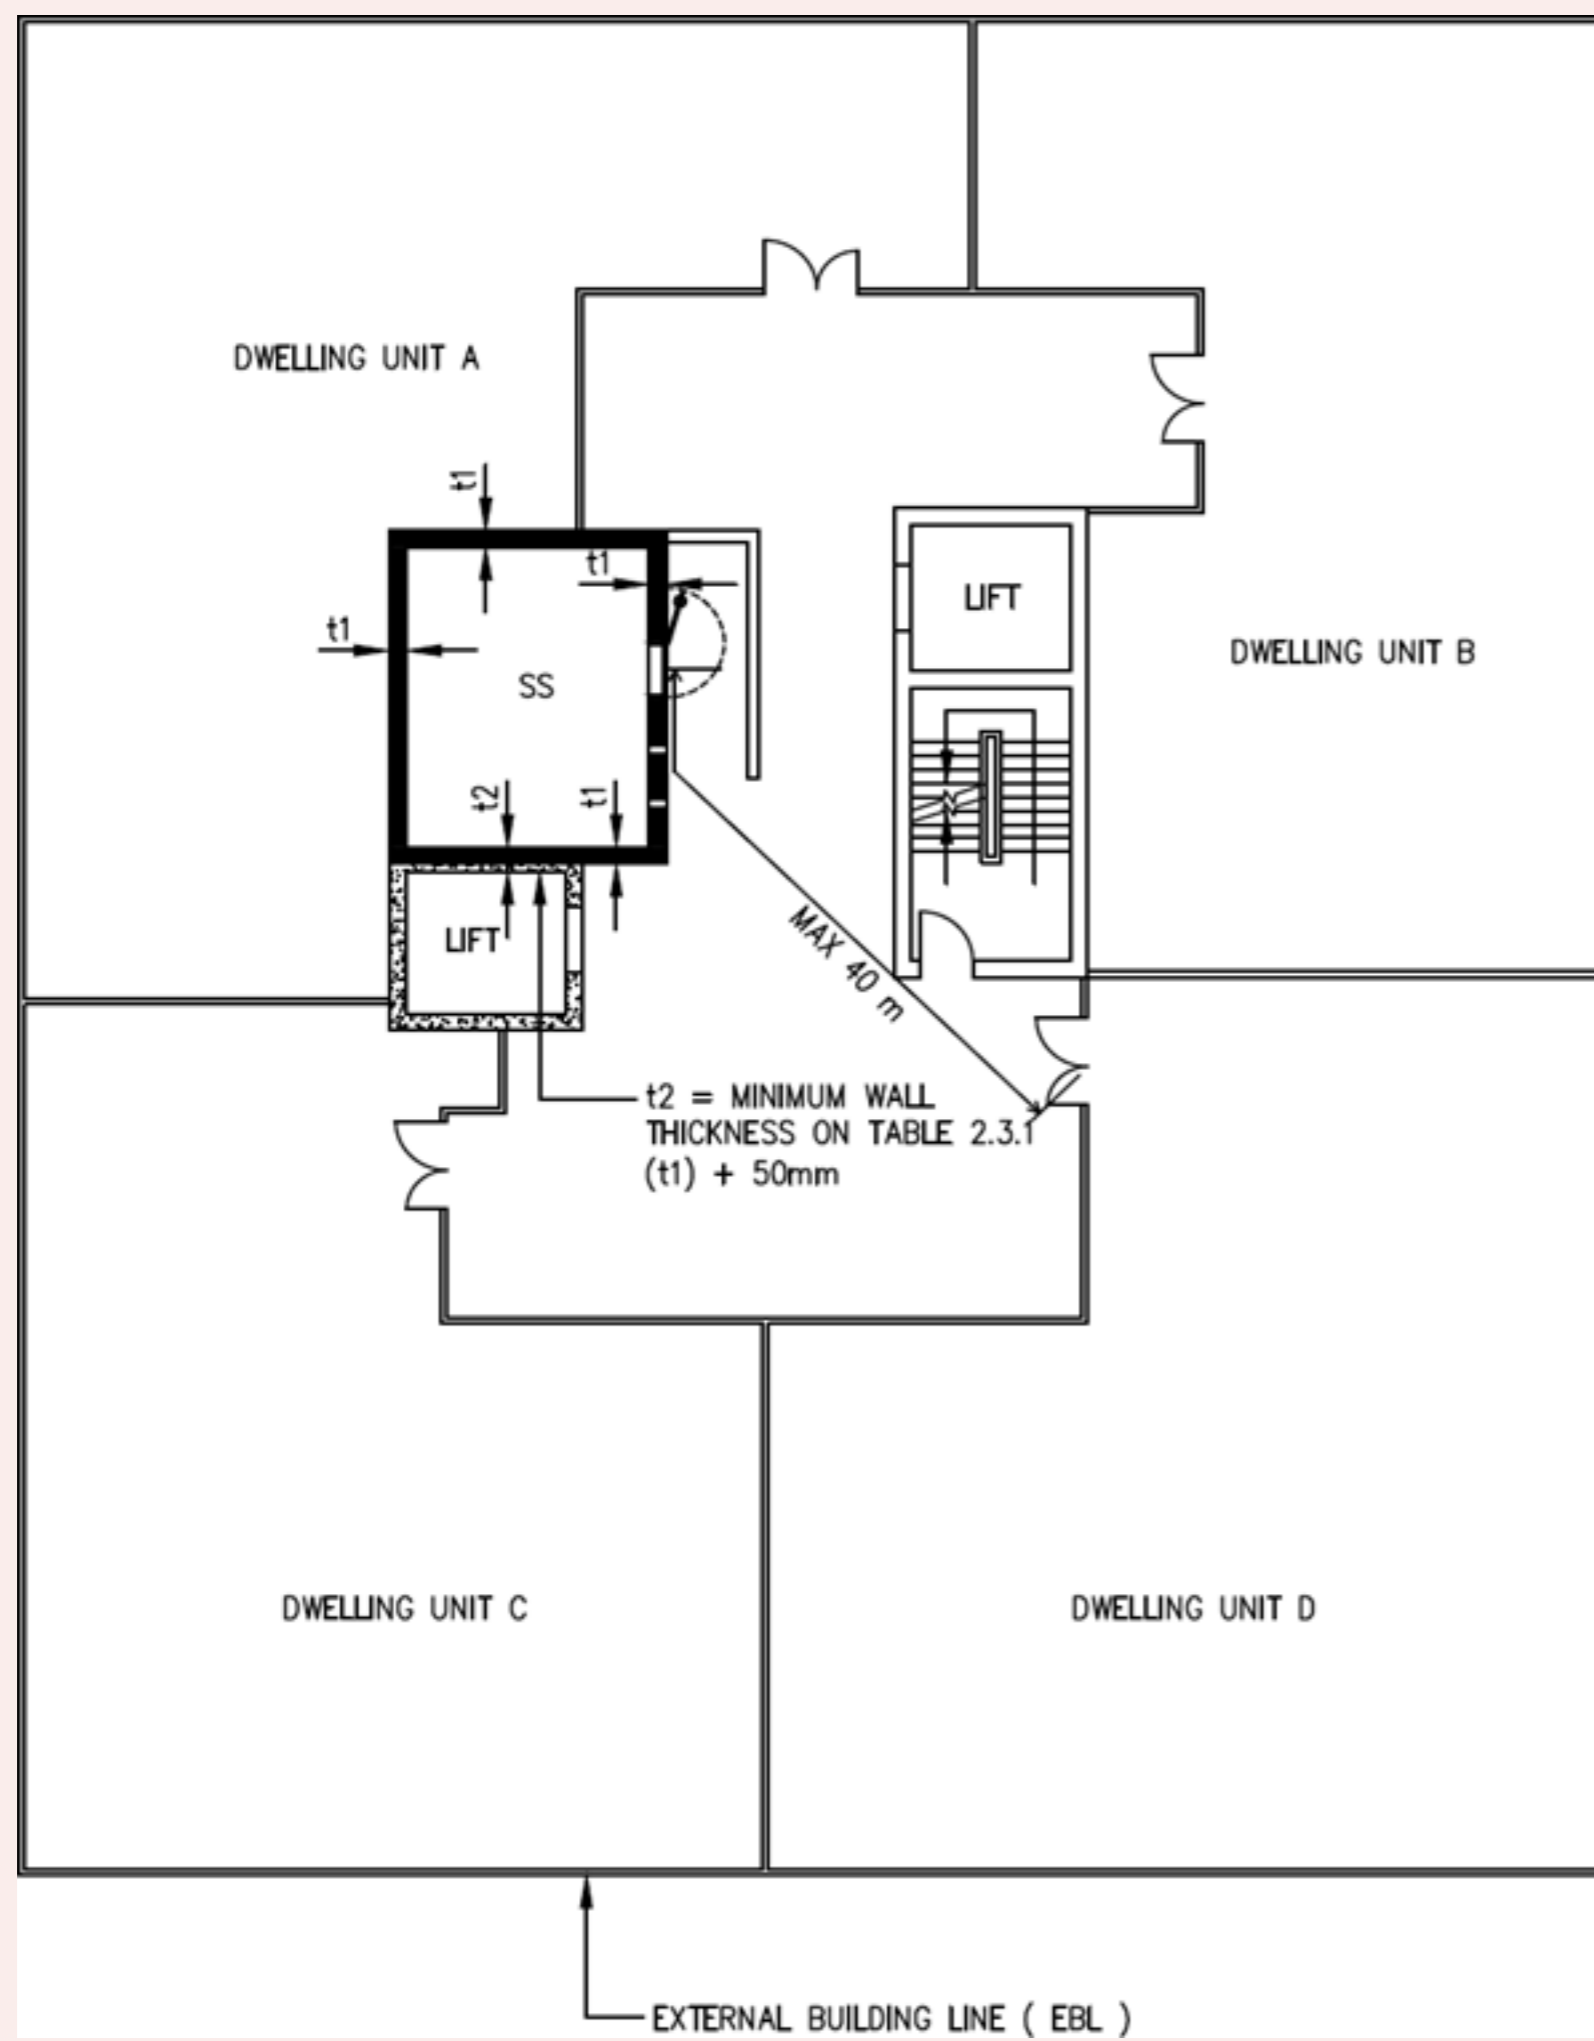 DWELLING UNIT A
t1
t1
LIFT
t1
DWELLING UNIT B
SS
t2
t1
LIFT
MAX 40 m
t2 = MINIMUM WALL
THICKNESS ON TABLE 2.3.1
(t1) + 50mm
DWELLING UNIT C
DWELLING UNIT D
EXTERNAL BUILDING LINE ( EBL )